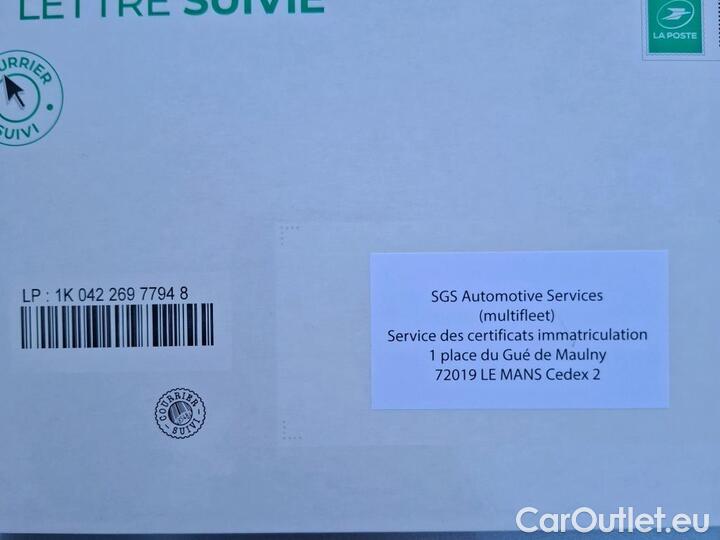 LETTRE SUIVIE
LA POSTE
COURRIER
SUIVI
LP : 1K 042 269 7794 8
COURRIER
SUIVI
SGS Automotive Services
(multifleet)
Service des certificats immatriculation
1 place du Gué de Maulny
72019 LE MANS Cedex 2
CarOutlet.eu